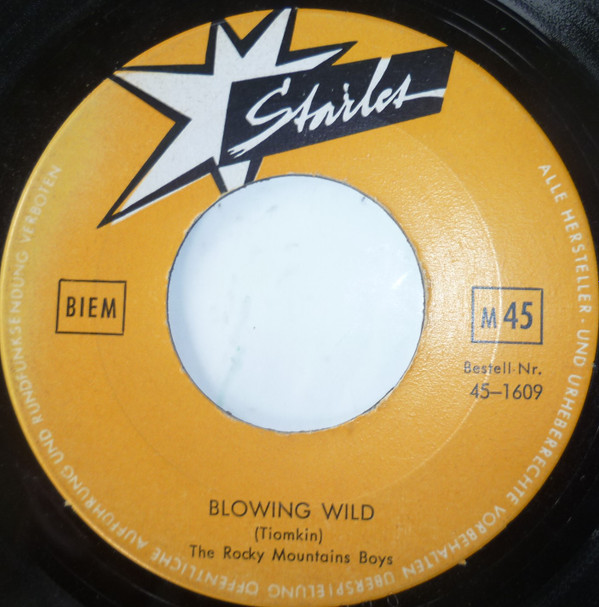 Starlet
BIEM
M 45
Bestell-Nr.
45-1609
BLOWING WILD
(Tiomkin)
The Rocky Mountains Boys
ALLE HERSTELLER- UND URHEBERRECHTE VORBEHALTEN ÜBERSPIELUNG ÖFFENTLICHE AUFFÜHRUNG UND RUNDFUNKSENDUNG VERBOTEN